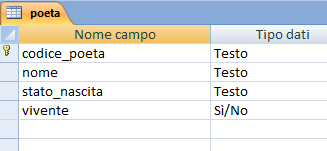 poeta
Nome campo Tipo dati
codice_poeta Testo
nome Testo
stato_nascita Testo
vivente Sì/No